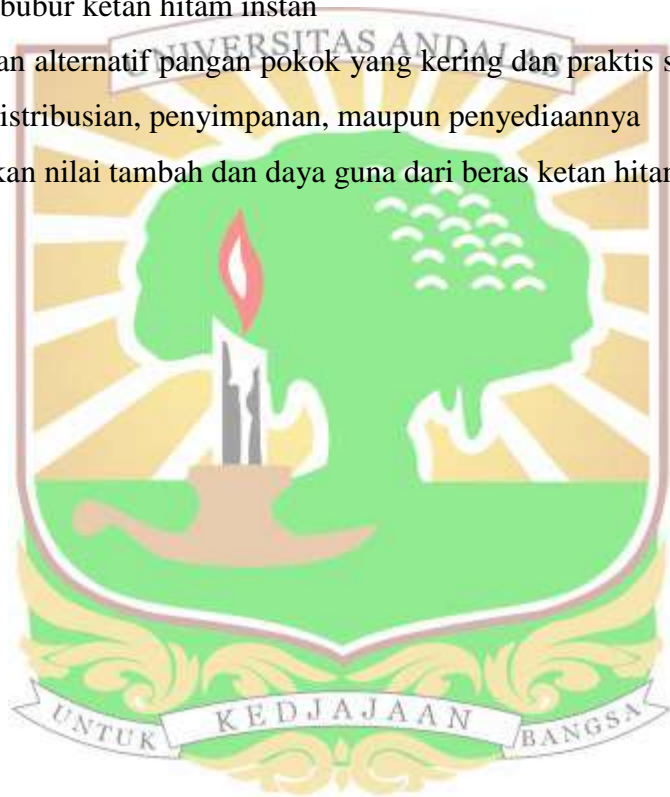 bubur ketan hitam instan
an alternatif pangan pokok yang kering dan praktis s
UNIVERSITAS ANDALAS
istribusian, penyimpanan, maupun penyediaannya
kan nilai tambah dan daya guna dari beras ketan hitam
UNTUK KEDJAJAAN BANGSA